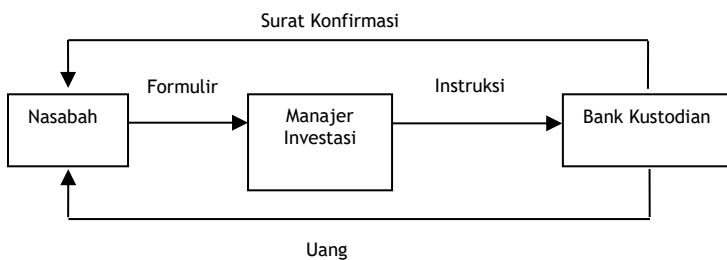 Surat Konfirmasi
Formulir
Instruksi
Nasabah
Manajer
Investasi
Bank Kustodian
Uang